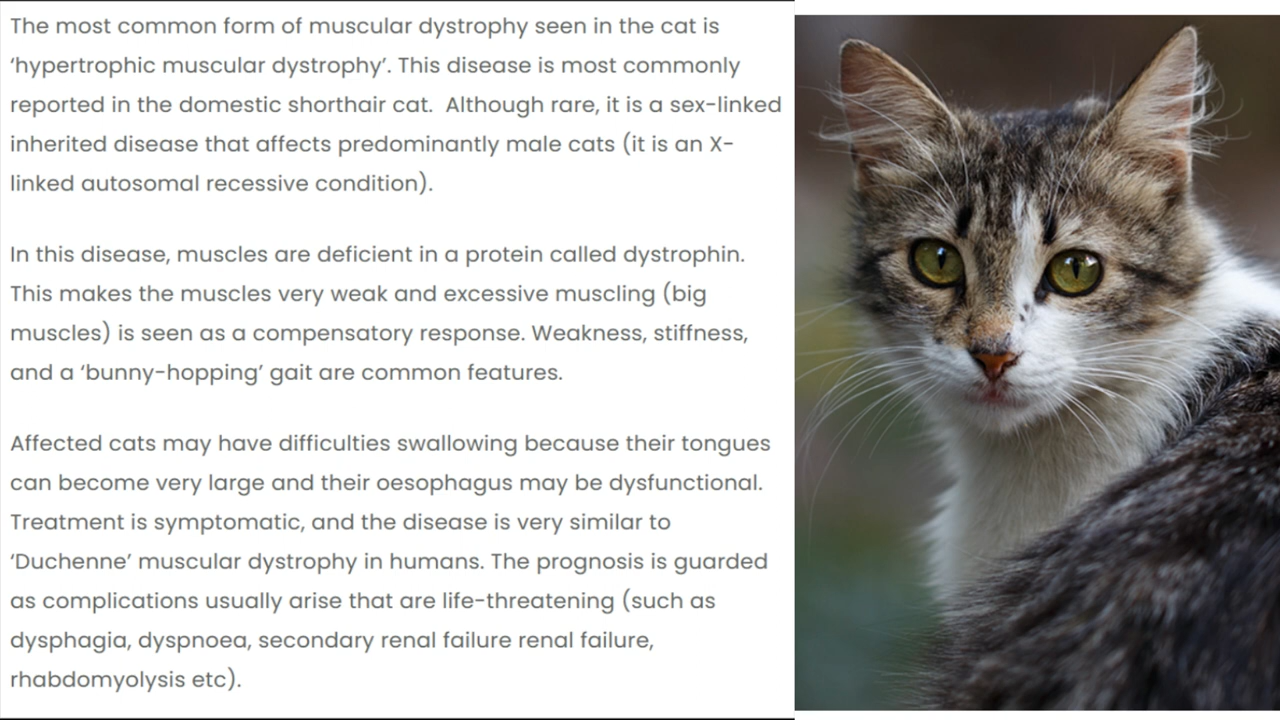 The most common form of muscular dystrophy seen in the cat is
‘hypertrophic muscular dystrophy’. This disease is most commonly
reported in the domestic shorthair cat.  Although rare, it is a sex-linked
inherited disease that affects predominantly male cats (it is an X-
linked autosomal recessive condition).
In this disease, muscles are deficient in a protein called dystrophin.
This makes the muscles very weak and excessive muscling (big
muscles) is seen as a compensatory response. Weakness, stiffness,
and a ‘bunny-hopping’ gait are common features.
Affected cats may have difficulties swallowing because their tongues
can become very large and their oesophagus may be dysfunctional.
Treatment is symptomatic, and the disease is very similar to
‘Duchenne’ muscular dystrophy in humans. The prognosis is guarded
as complications usually arise that are life-threatening (such as
dysphagia, dyspnoea, secondary renal failure renal failure,
rhabdomyolysis etc).